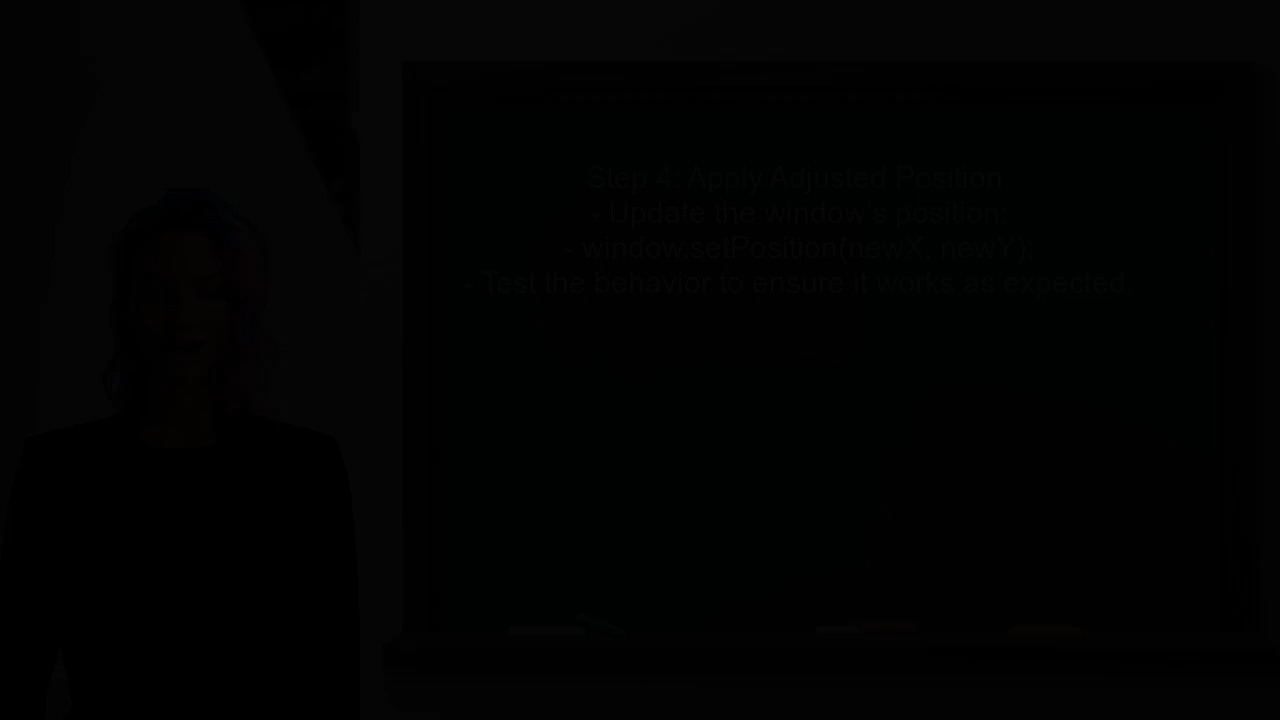 Step 4: Apply Adjusted Position
- Update the window's position:
- window.setPosition(newX, newY);
- Test the behavior to ensure it works as expected.